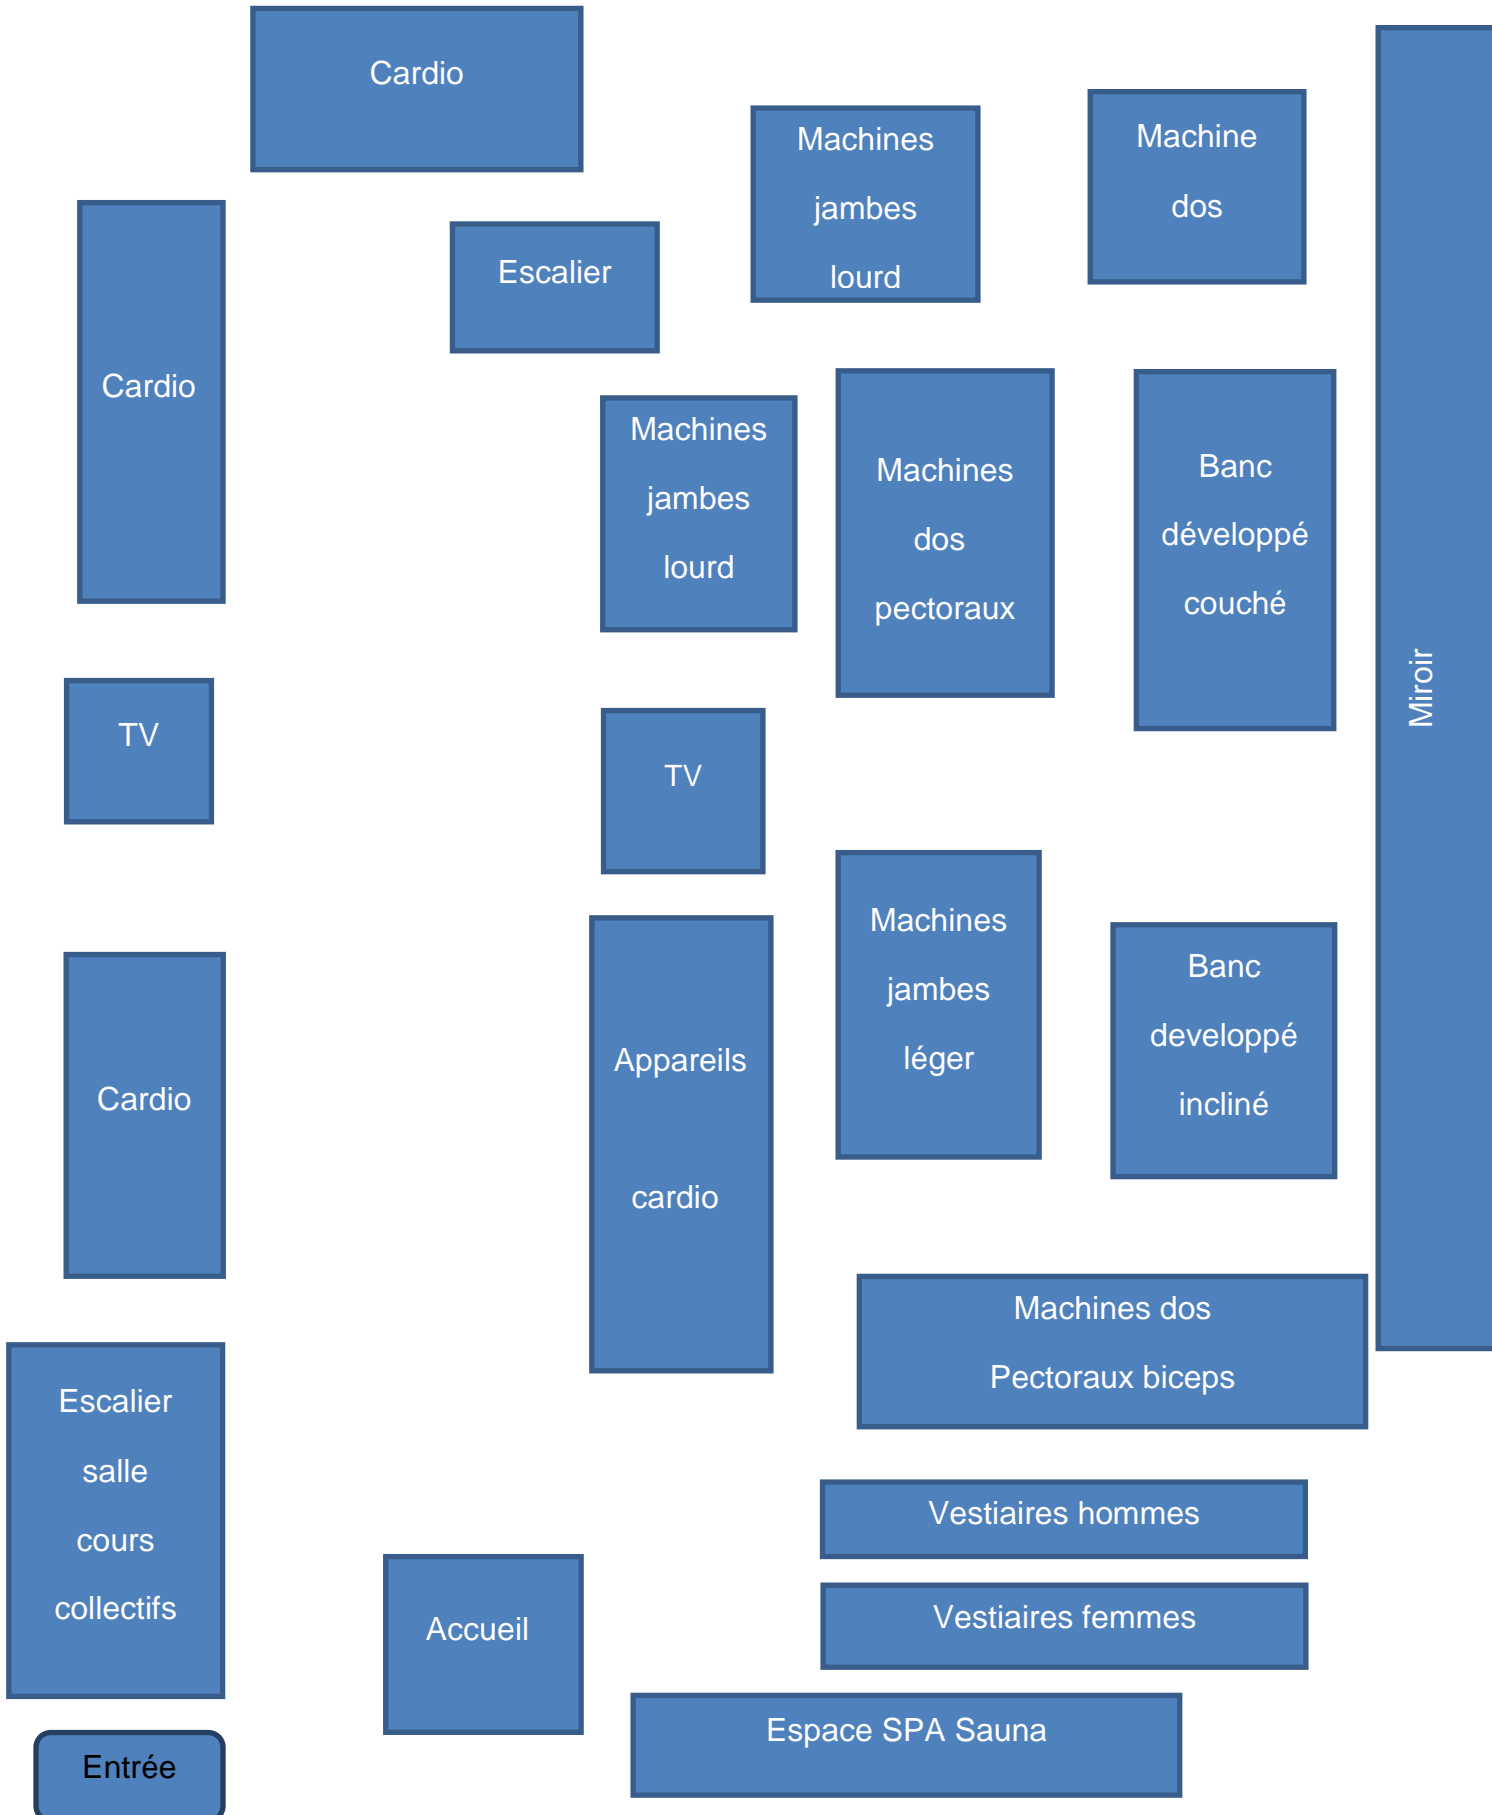 Cardio
Machines
jambes
lourd
Machine
dos
Escalier
Cardio
Machines
jambes
lourd
Machines
dos
pectoraux
Banc
développé
couché
Miroir
TV
TV
Machines
jambes
léger
Banc
developpé
incliné
Cardio
Appareils
cardio
Machines dos
Pectoraux biceps
Escalier
salle
cours
collectifs
Vestiaires hommes
Vestiaires femmes
Accueil
Espace SPA Sauna
Entrée